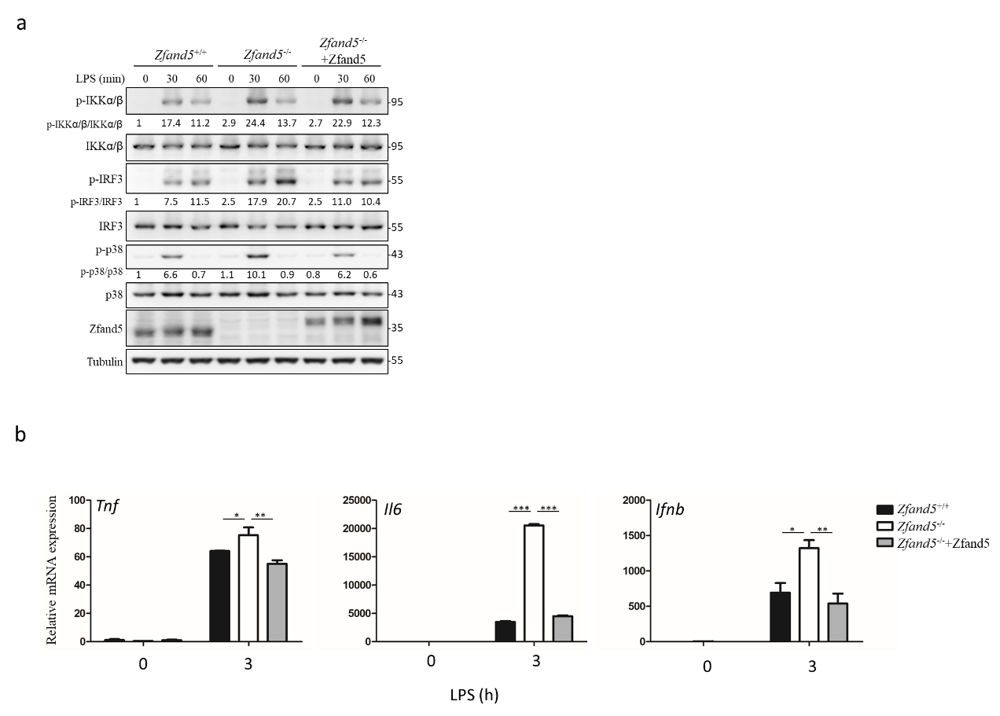 a
Zfand5+/+ Zfand5-/- Zfand5-/- +Zfand5
LPS (min) 0 30 60 0 30 60 0 30 60
p-IKKα/β -95
p-IKKα/β/IKKα/β 1 17.4 11.2 2.9 24.4 13.7 2.7 22.9 12.3
IKKα/β -95
p-IRF3 -55
p-IRF3/IRF3 1 7.5 11.5 2.5 17.9 20.7 2.5 11.0 10.4
IRF3 -55
p-p38 -43
p-p38/p38 1 6.6 0.7 1.1 10.1 0.9 0.8 6.2 0.6
p38 -43
Zfand5 -35
Tubulin -55
b
Relative mRNA expression
Tnf
100
80
60
40
20
0
* **
0 3
Il6
25000
20000
15000
10000
5000
0
*** ***
0 3
Ifnb
2000
1500
1000
500
0
* **
0 3
LPS (h)
Zfand5+/+
Zfand5-/-
Zfand5-/-+Zfand5